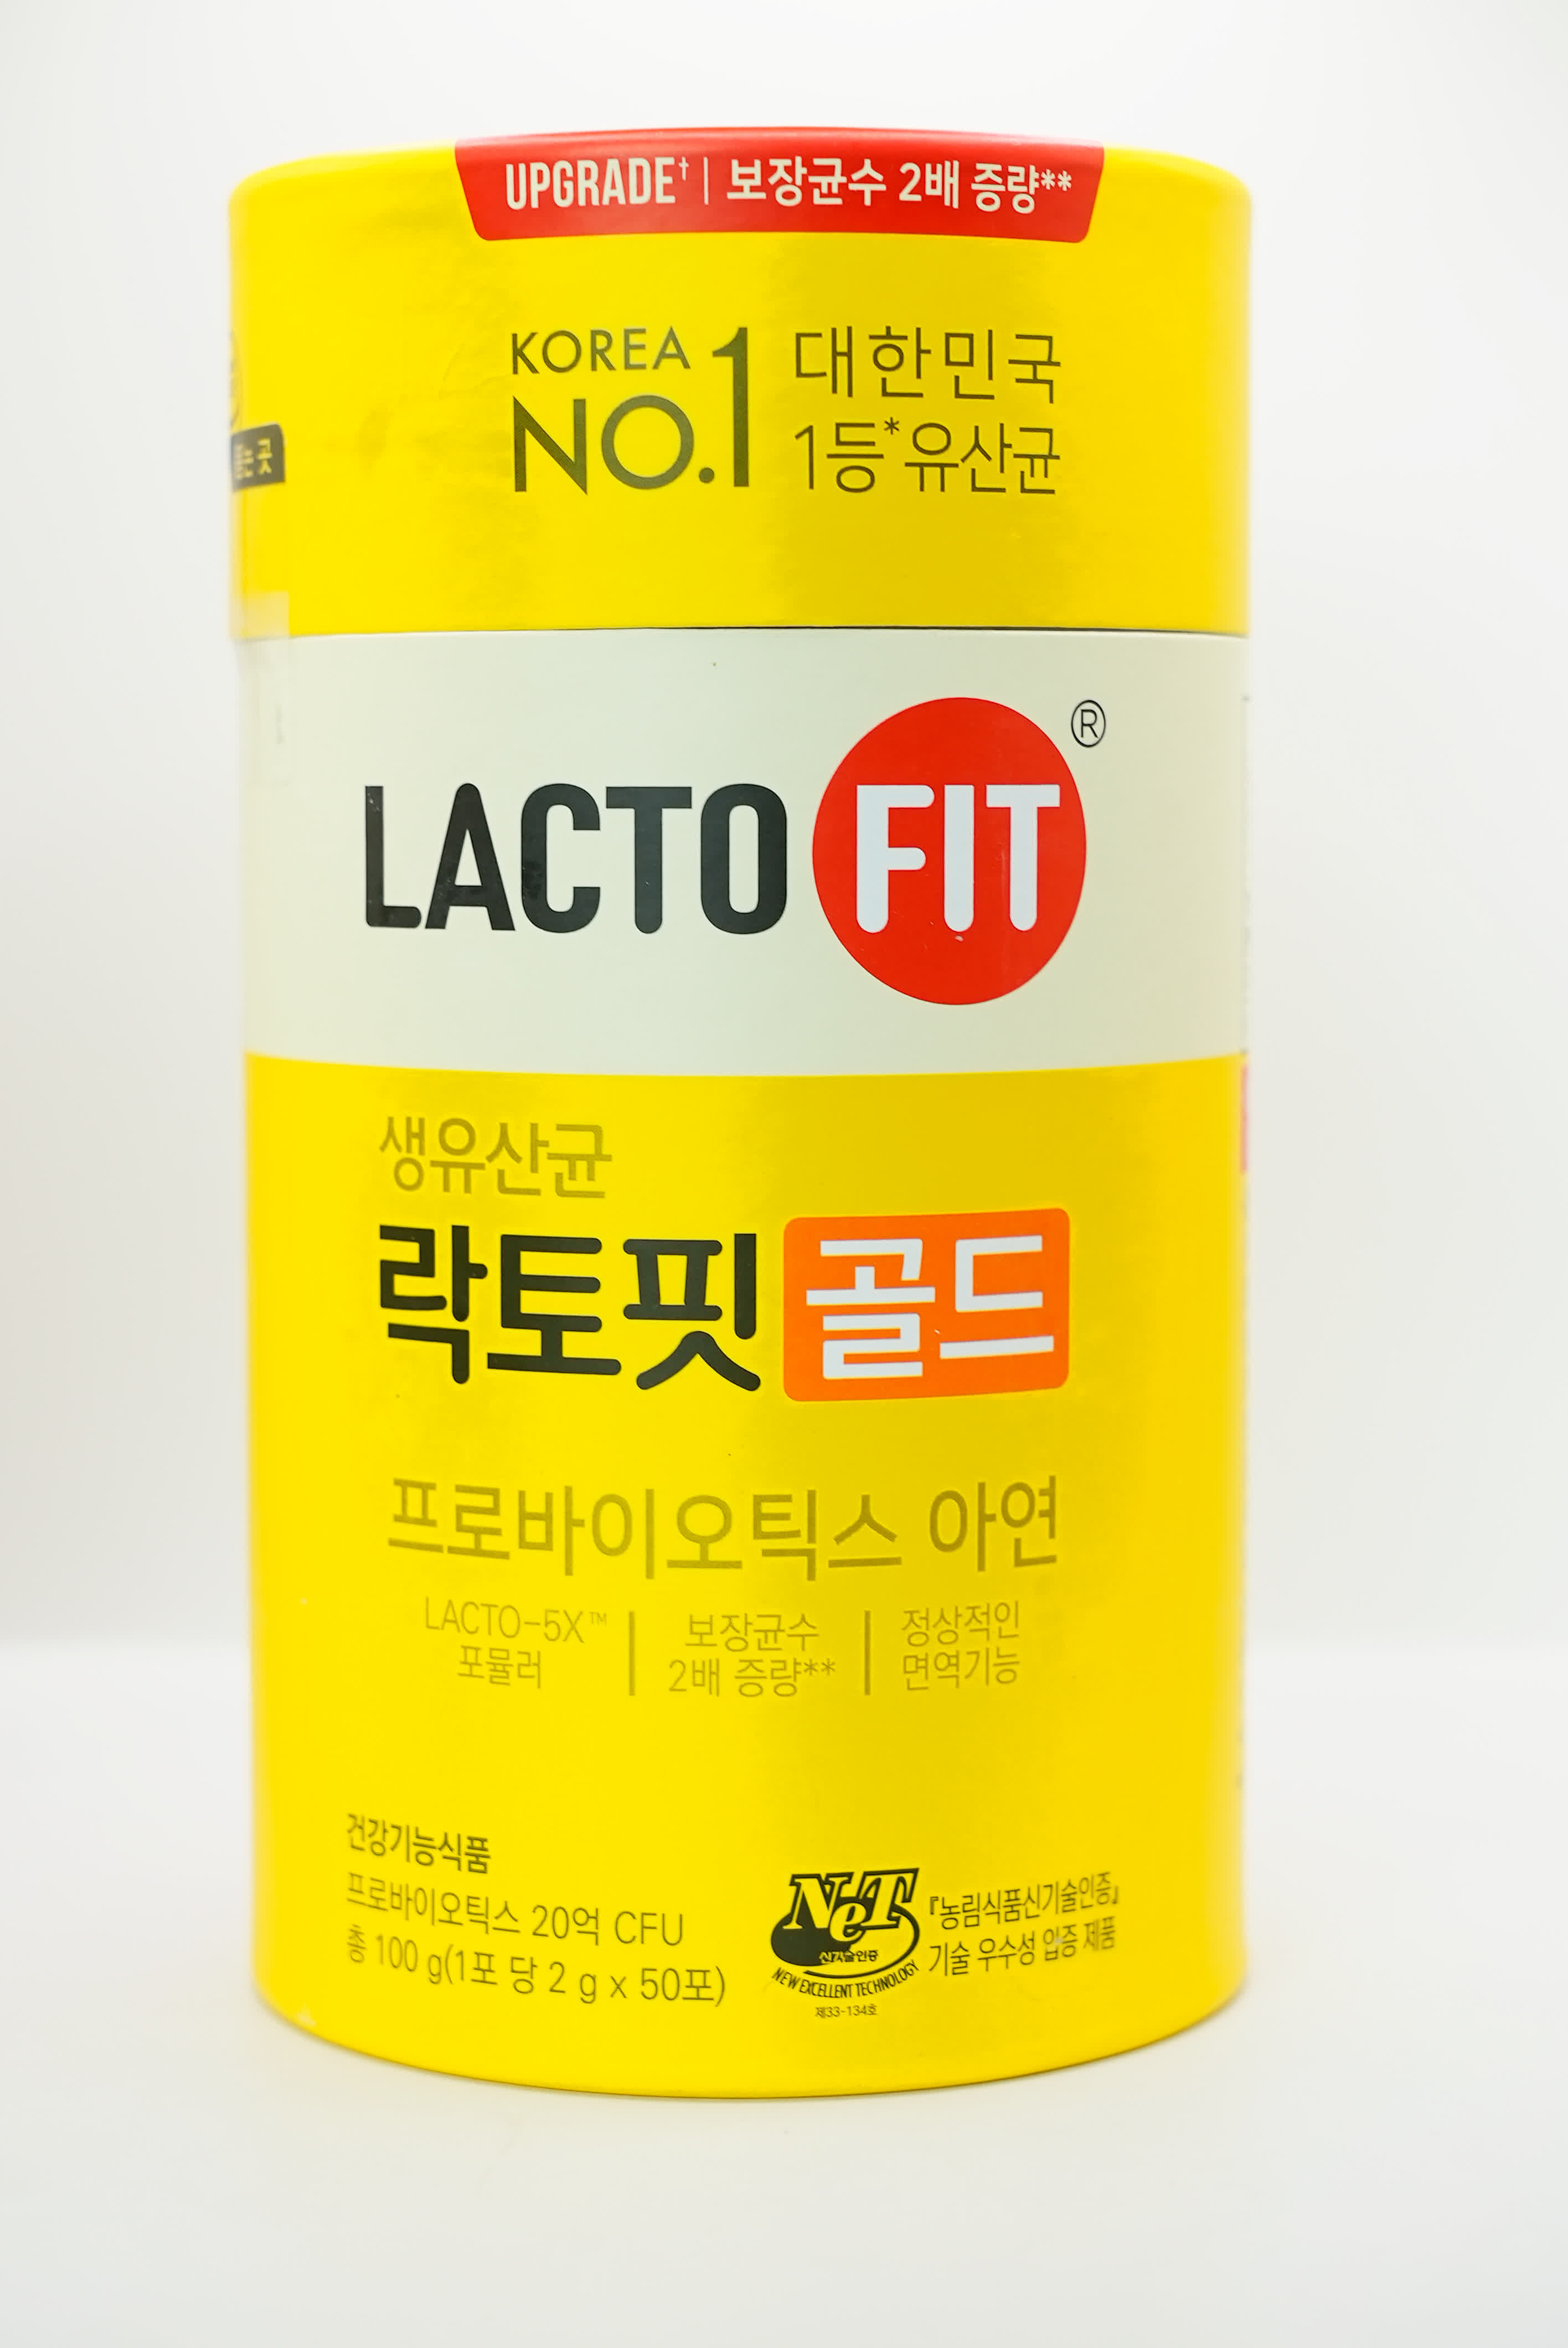 UPGRADE† | 보장균수 2배 증량**
KOREA NO.1
대한민국
1등* 유산균
는 곳
LACTO FIT ®
생유산균
락토핏 골드
프로바이오틱스 아연
LACTO-5X™
포뮬러
보장균수
2배 증량**
정상적인
면역기능
건강기능식품
프로바이오틱스 20억 CFU
총 100 g(1포 당 2 g x 50포)
NeT
신기술인증
NEW EXCELLENT TECHNOLOGY
제33-134호
『농림식품신기술인증』
기술 우수성 입증 제품